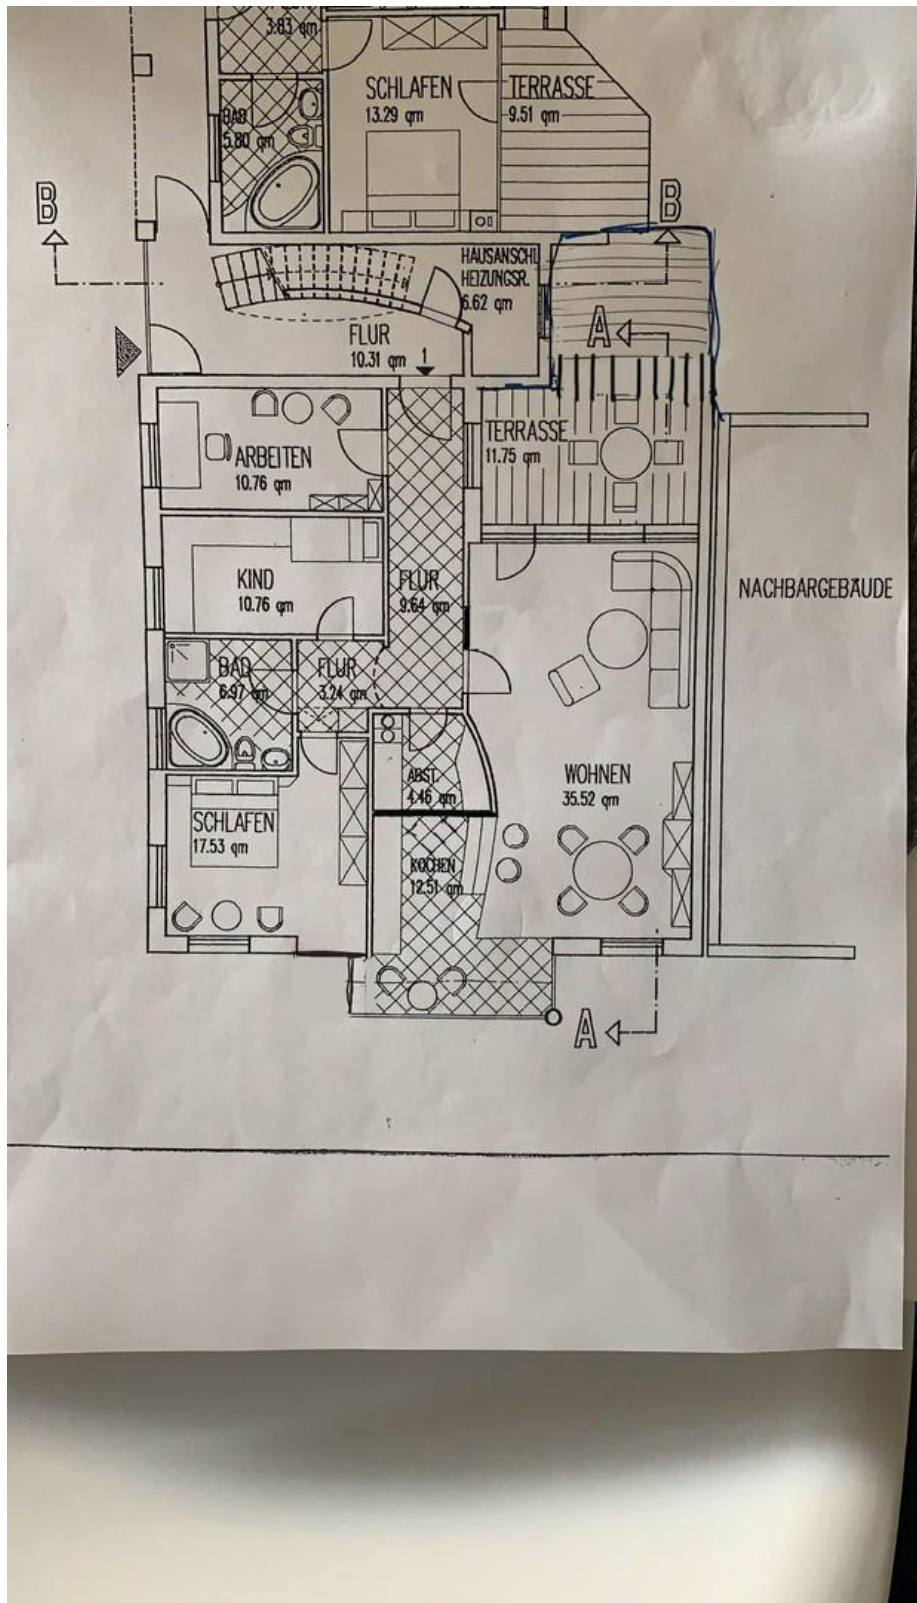 3.83 qm
SCHLAFEN
13.29 qm
TERRASSE
9.51 qm
BAD
5.80 qm
B
B
HAUSANSCHL
HEIZUNGSR.
6.62 qm
A
FLUR
10.31 qm
1
ARBEITEN
10.76 qm
TERRASSE
11.75 qm
KIND
10.76 qm
FLUR
9.64 qm
NACHBARGEBÄUDE
BAD
6.97 qm
FLUR
3.24 qm
ABST.
4.46 qm
WOHNEN
35.52 qm
SCHLAFEN
17.53 qm
KOCHEN
12.51 qm
A